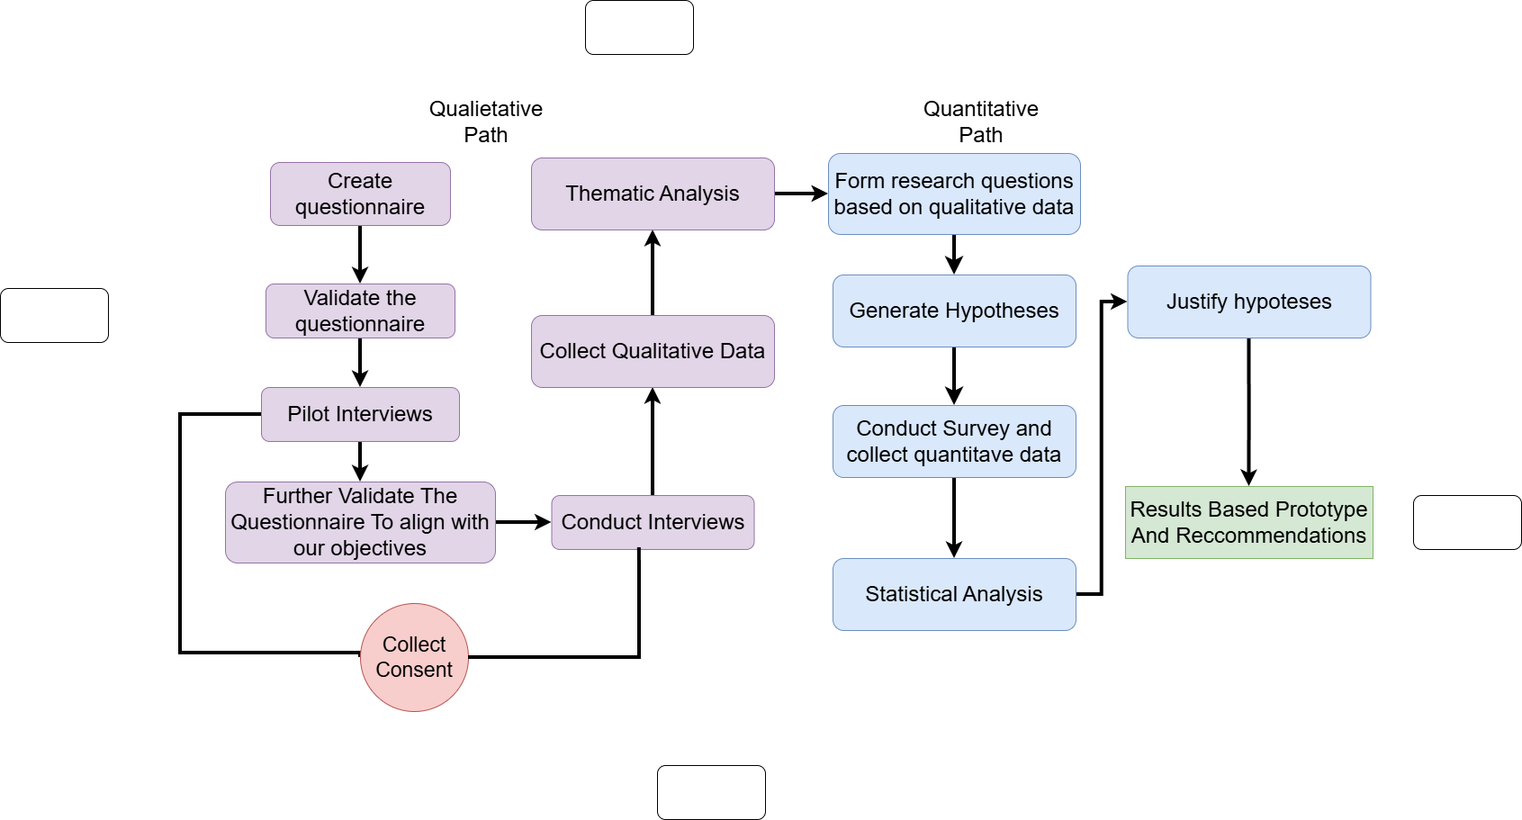 Qualietative
Path
Create
questionnaire
Validate the
questionnaire
Pilot Interviews
Further Validate The
Questionnaire To align with
our objectives
Collect
Consent
Conduct Interviews
Collect Qualitative Data
Thematic Analysis
Quantitative
Path
Form research questions
based on qualitative data
Generate Hypotheses
Conduct Survey and
collect quantitave data
Statistical Analysis
Justify hypoteses
Results Based Prototype
And Reccommendations